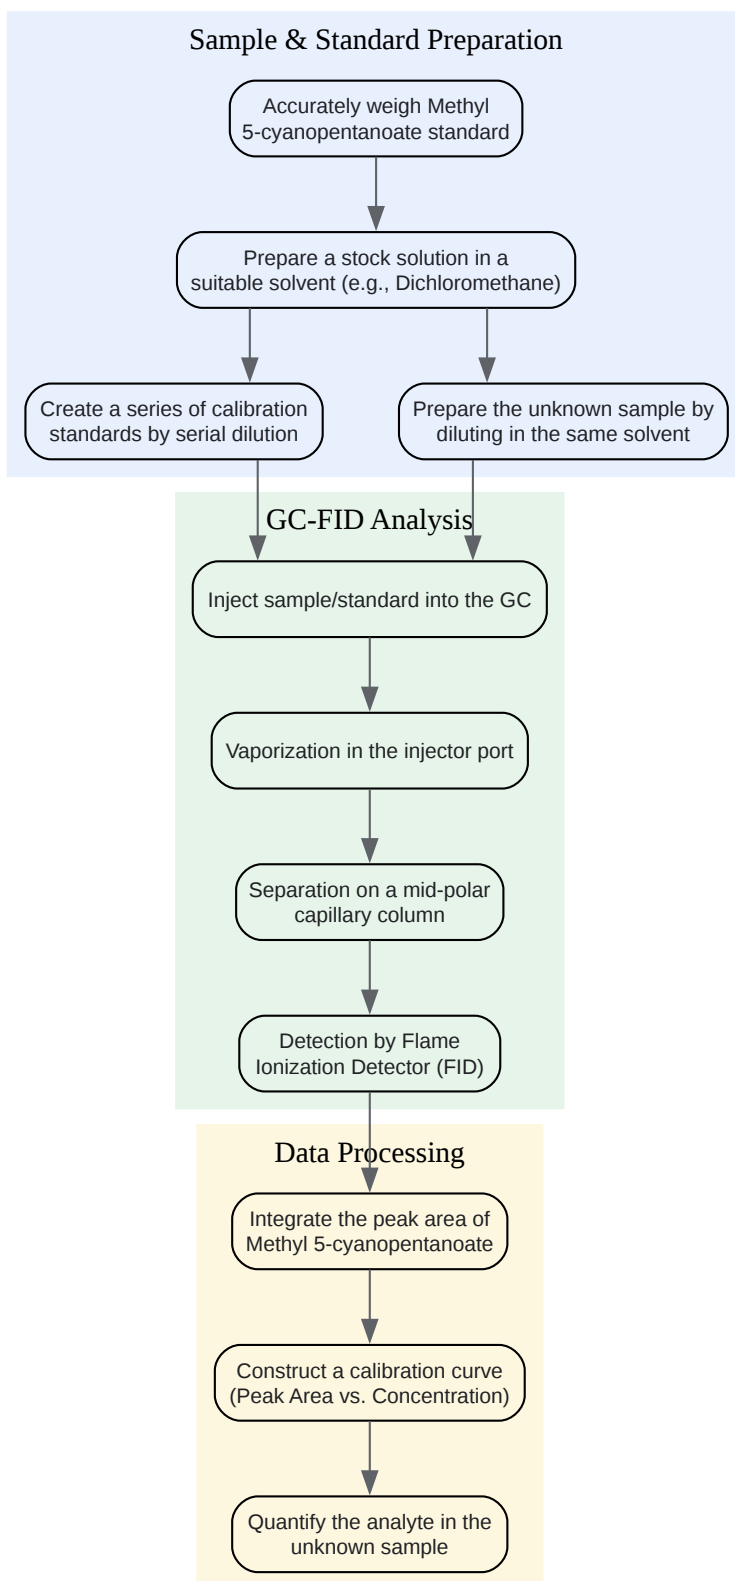 Sample & Standard Preparation
Accurately weigh Methyl
5-cyanopentanoate standard
Prepare a stock solution in a
suitable solvent (e.g., Dichloromethane)
Create a series of calibration
standards by serial dilution
Prepare the unknown sample by
diluting in the same solvent
GC-FID Analysis
Inject sample/standard into the GC
Vaporization in the injector port
Separation on a mid-polar
capillary column
Detection by Flame
Ionization Detector (FID)
Data Processing
Integrate the peak area of
Methyl 5-cyanopentanoate
Construct a calibration curve
(Peak Area vs. Concentration)
Quantify the analyte in the
unknown sample